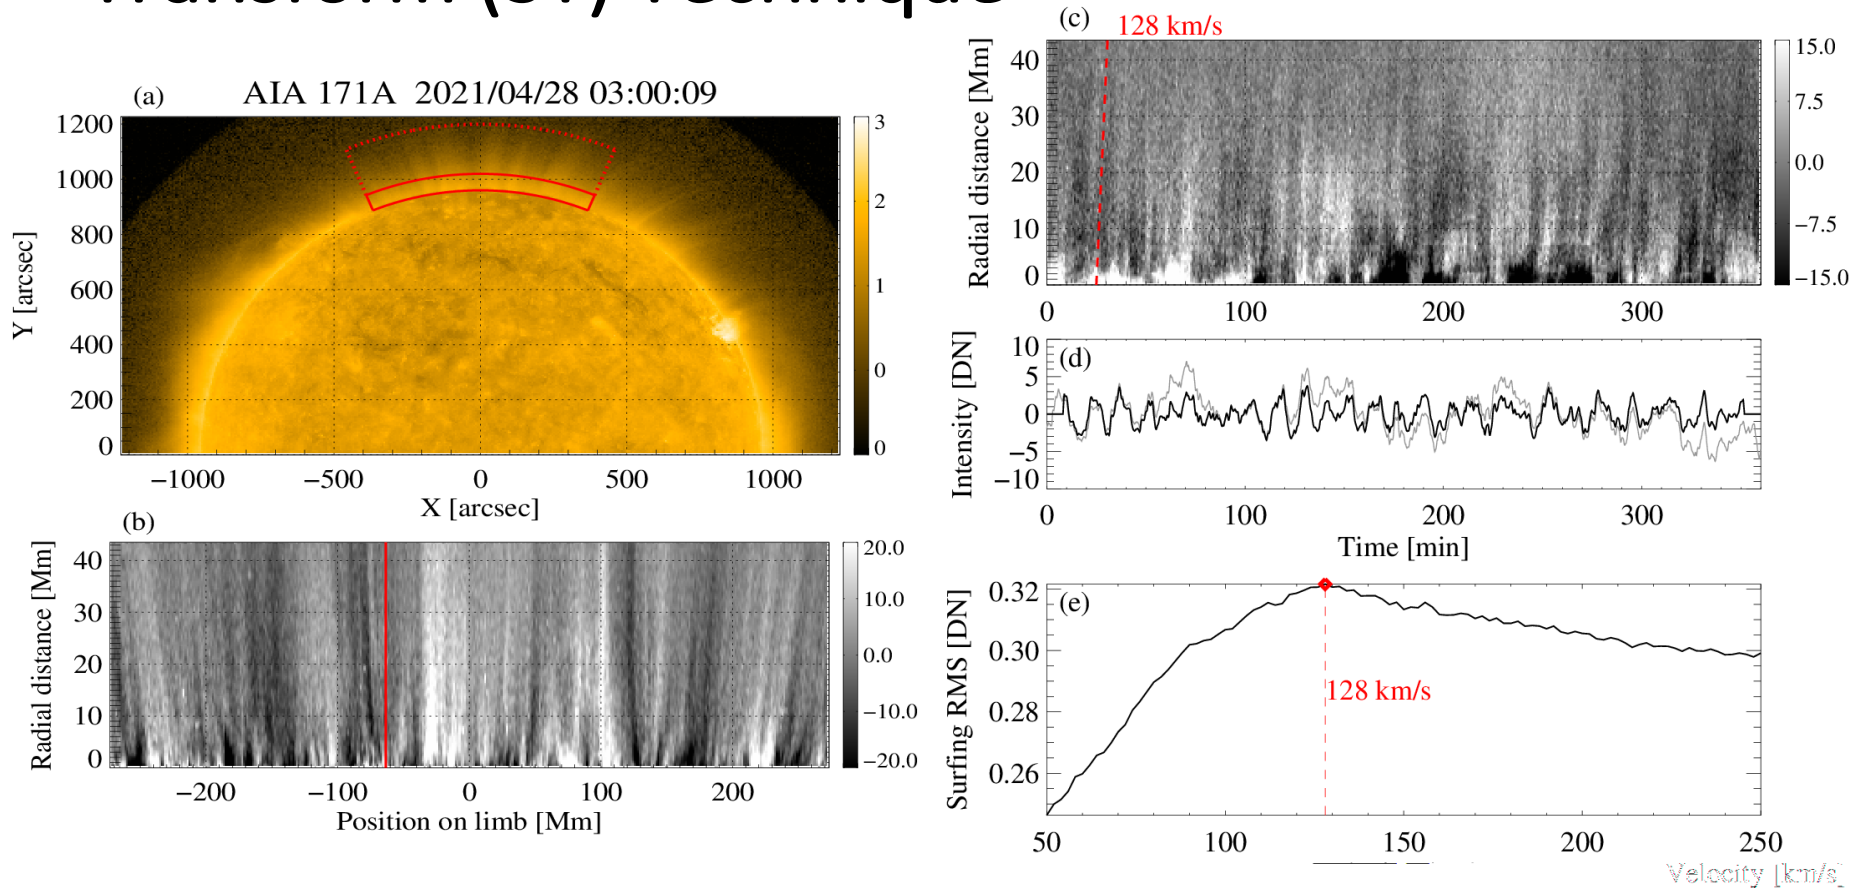 Transform (ST) Technique
(a) AIA 171A 2021/04/28 03:00:09
1200
1000
800
600
400
200
0
Y [arcsec]
3
2
1
0
0
−1000 −500 0 500 1000
X [arcsec]
(b)
40
30
20
10
0
Radial distance [Mm]
20.0
10.0
0.0
−10.0
−20.0
−200 −100 0 100 200
Position on limb [Mm]
(c) 128 km/s
40
30
20
10
0
Radial distance [Mm]
15.0
7.5
0.0
−7.5
−15.0
0 100 200 300
(d)
10
5
0
−5
−10
Intensity [DN]
0 100 200 300
Time [min]
(e)
0.32
0.30
0.28
0.26
Surfing RMS [DN]
128 km/s
50 100 150 200 250
Velocity [km/s]